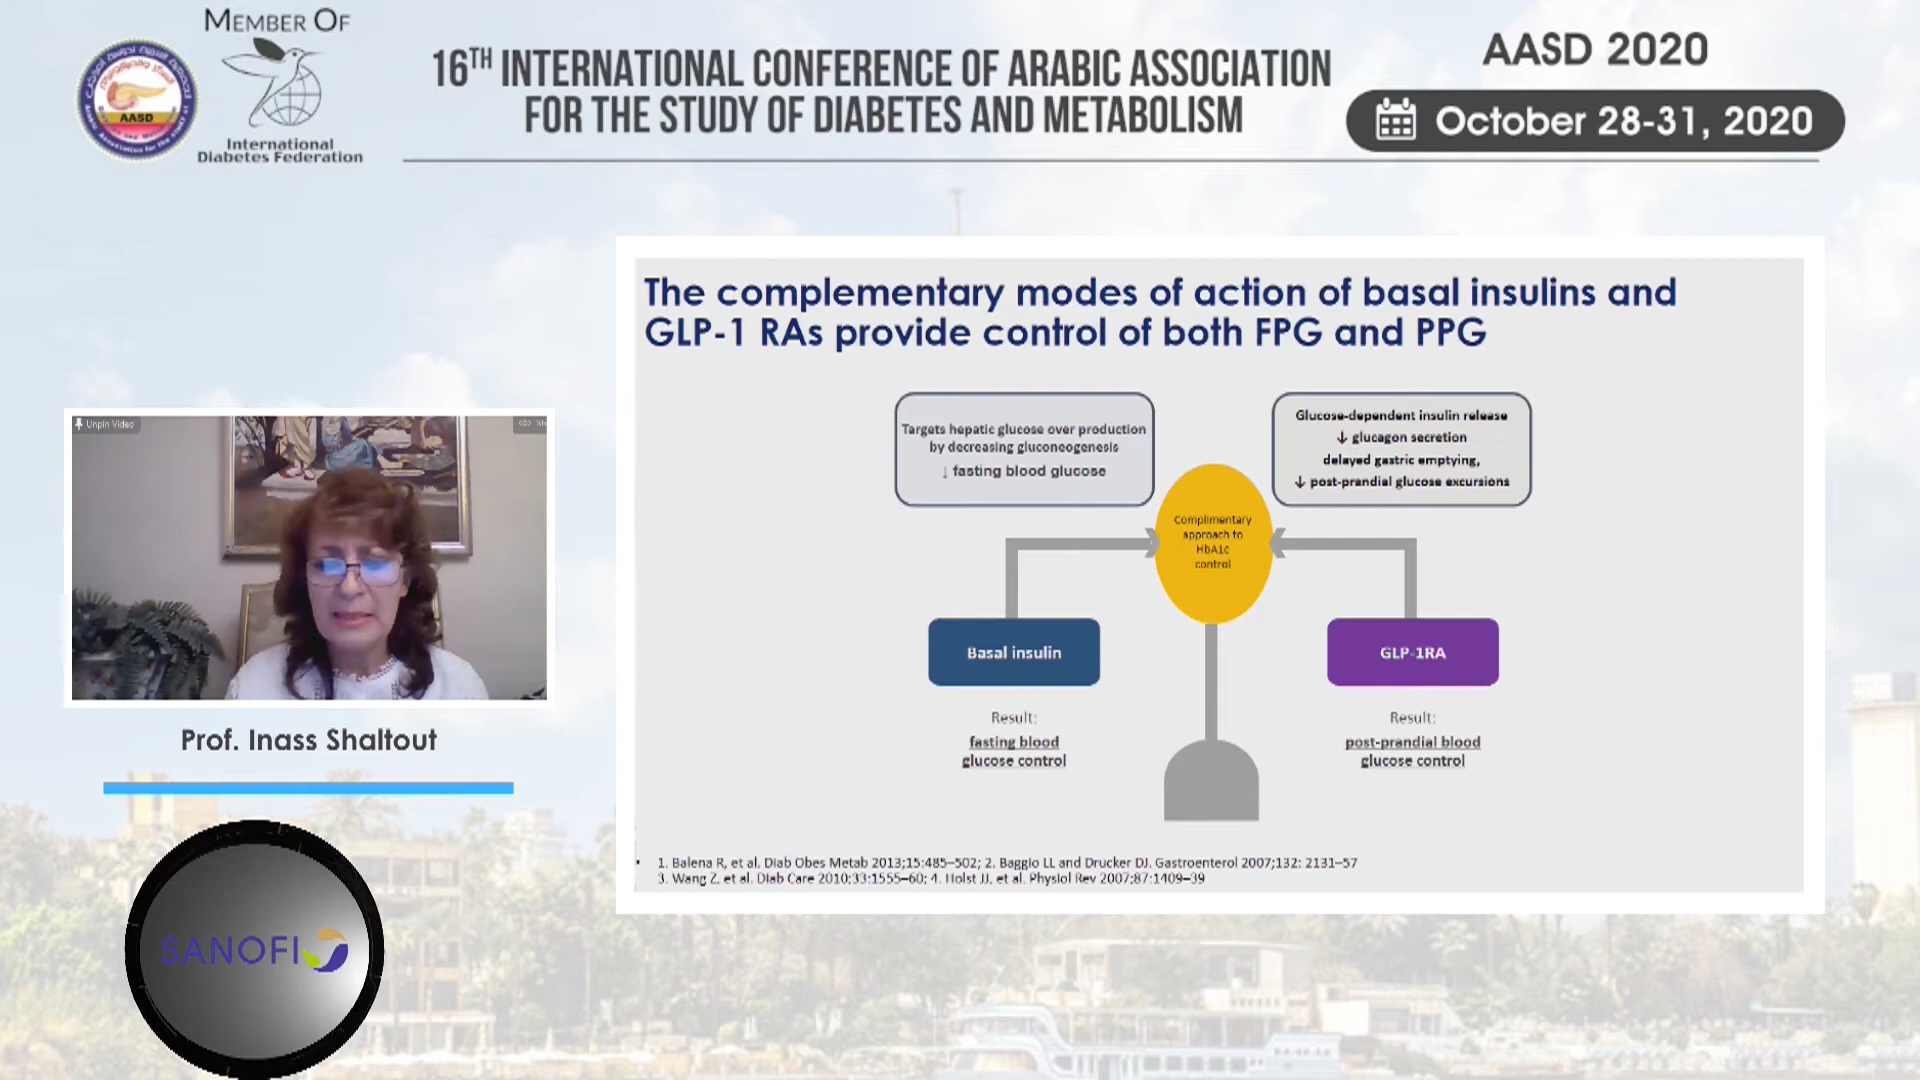 MEMBER OF
International
Diabetes Federation
AASD
16TH INTERNATIONAL CONFERENCE OF ARABIC ASSOCIATION
FOR THE STUDY OF DIABETES AND METABOLISM
AASD 2020
October 28-31, 2020
The complementary modes of action of basal insulins and
GLP-1 RAs provide control of both FPG and PPG
Targets hepatic glucose over production
by decreasing gluconeogenesis
↓ fasting blood glucose
Glucose-dependent insulin release
↓ glucagon secretion
delayed gastric emptying,
↓ post-prandial glucose excursions
Complimentary
approach to
HbA1c
control
Basal insulin
GLP-1RA
Result:
fasting blood
glucose control
Result:
post-prandial blood
glucose control
• 1. Balena R, et al. Diab Obes Metab 2013;15:485–502; 2. Baggio LL and Drucker DJ. Gastroenterol 2007;132: 2131–57
3. Wang Z, et al. Diab Care 2010;33:1555–60; 4. Holst JJ, et al. Physiol Rev 2007;87:1409–39
Unpin Video
Prof. Inass Shaltout
SANOFI